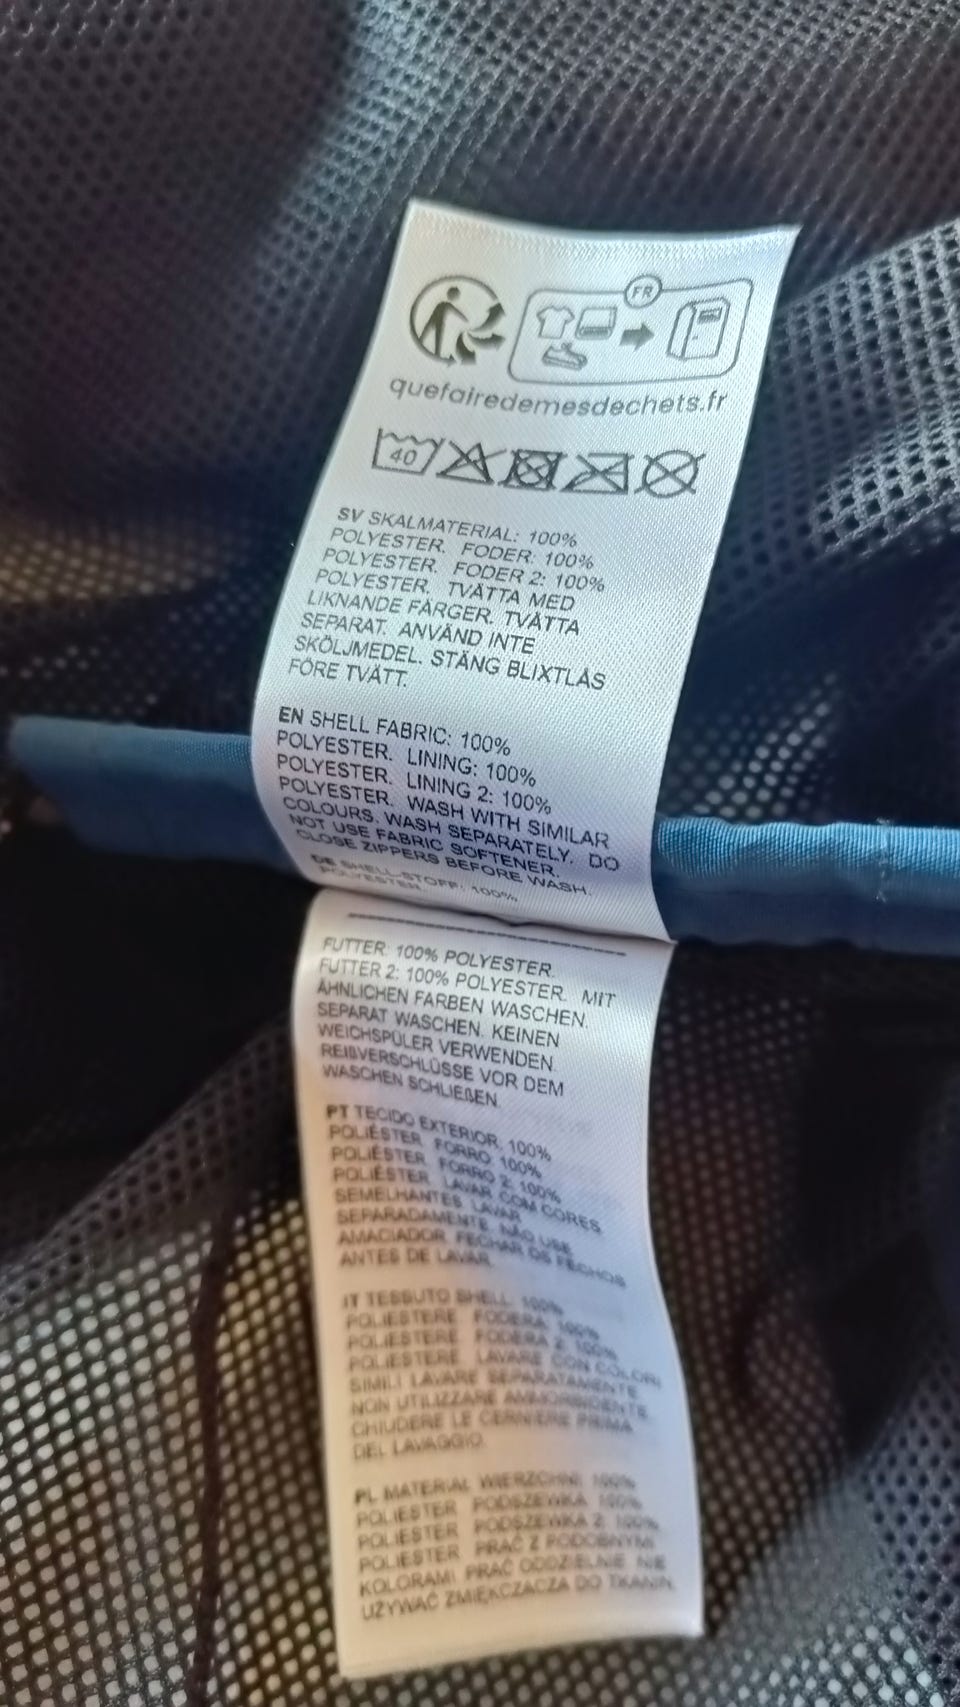 FR
quefairedemesdechets.fr
40
SV SKALMATERIAL: 100%
POLYESTER. FODER: 100%
POLYESTER. FODER 2: 100%
POLYESTER. TVÄTTA MED
LIKNANDE FÄRGER. TVÄTTA
SEPARAT. ANVÄND INTE
SKÖLJMEDEL. STÄNG BLIXTLÅS
FÖRE TVÄTT.
EN SHELL FABRIC: 100%
POLYESTER. LINING: 100%
POLYESTER. LINING 2: 100%
POLYESTER. WASH WITH SIMILAR
COLOURS. WASH SEPARATELY. DO
NOT USE FABRIC SOFTENER.
CLOSE ZIPPERS BEFORE WASH.
DE SHELL-STOFF: 100%
POLYESTER.
FUTTER: 100% POLYESTER.
FUTTER 2: 100% POLYESTER. MIT
ÄHNLICHEN FARBEN WASCHEN.
SEPARAT WASCHEN. KEINEN
WEICHSPÜLER VERWENDEN.
REIßVERSCHLÜSSE VOR DEM
WASCHEN SCHLIEßEN.
PT TECIDO EXTERIOR: 100%
POLIÉSTER. FORRO: 100%
POLIÉSTER. FORRO 2: 100%
POLIÉSTER. LAVAR COM CORES
SEMELHANTES. LAVAR
SEPARADAMENTE. NÃO USE
AMACIADOR. FECHAR OS FECHOS
ANTES DE LAVAR.
IT TESSUTO SHELL: 100%
POLIESTERE. FODERA: 100%
POLIESTERE. FODERA 2: 100%
POLIESTERE. LAVARE CON COLORI
SIMILI. LAVARE SEPARATAMENTE.
NON UTILIZZARE AMMORBIDENTE.
CHIUDERE LE CERNIERE PRIMA
DEL LAVAGGIO.
PL MATERIAŁ WIERZCHNI: 100%
POLIESTER. PODSZEWKA: 100%
POLIESTER. PODSZEWKA 2: 100%
POLIESTER. PRAĆ Z PODOBNYMI
KOLORAMI. PRAĆ ODDZIELNIE. NIE
UŻYWAĆ ZMIĘKCZACZA DO TKANIN.